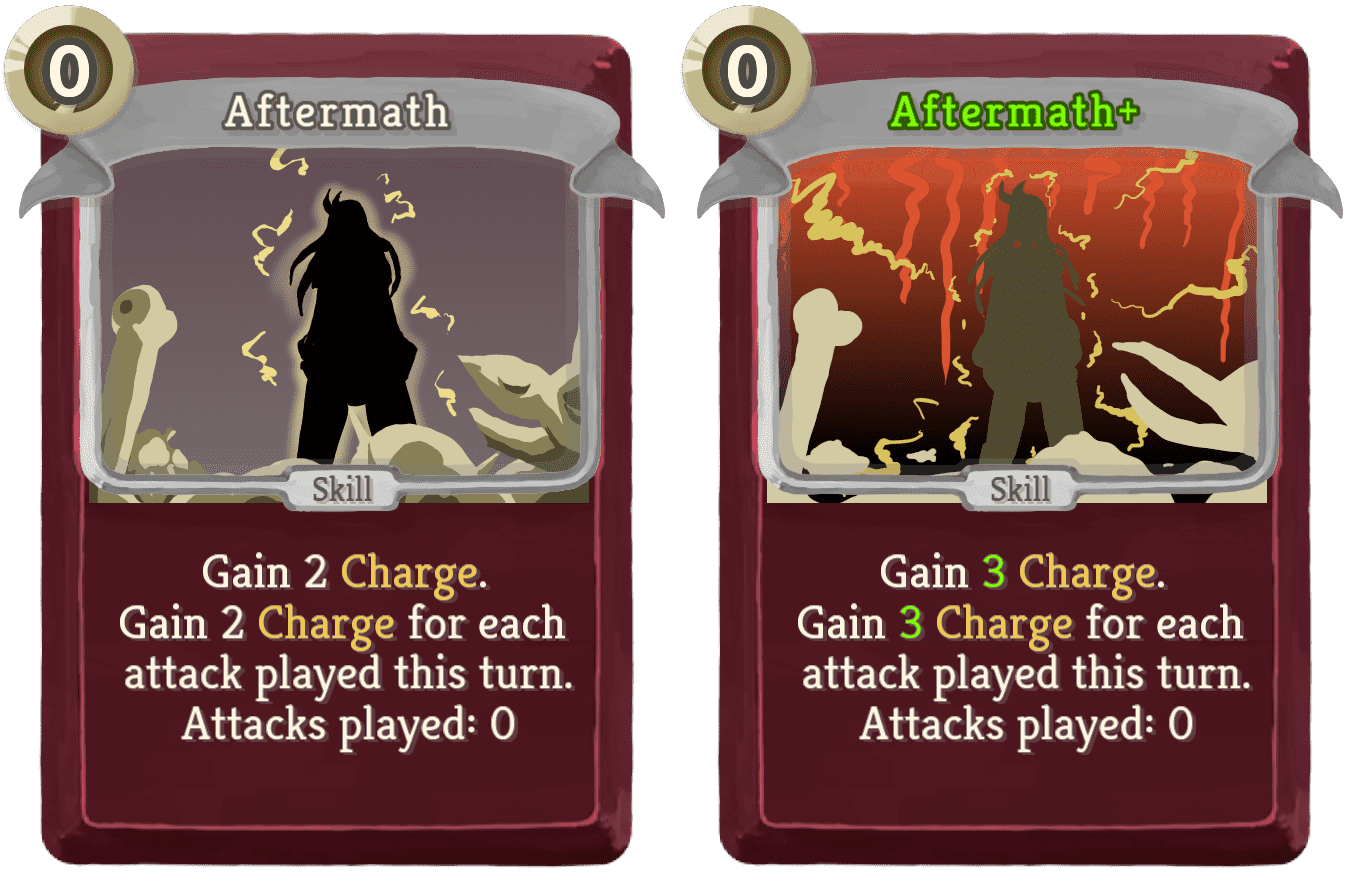 0
Aftermath
Skill
Gain 2 Charge.
Gain 2 Charge for each
attack played this turn.
Attacks played: 0
0
Aftermath+
Skill
Gain 3 Charge.
Gain 3 Charge for each
attack played this turn.
Attacks played: 0